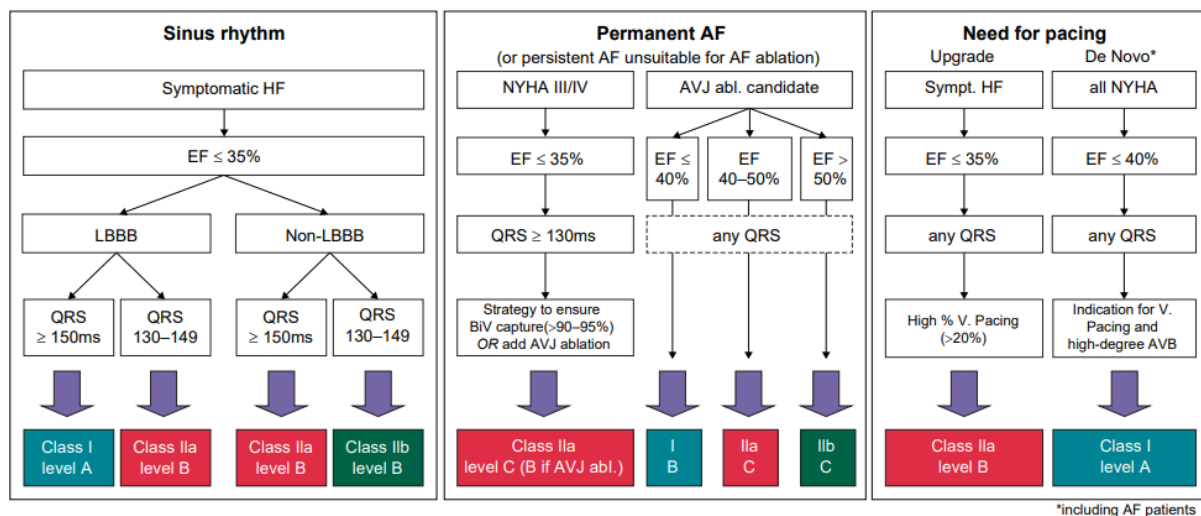 Sinus rhythm
Symptomatic HF
EF ≤ 35%
LBBB
Non-LBBB
QRS
≥ 150ms
QRS
130–149
QRS
≥ 150ms
QRS
130–149
Class I
level A
Class IIa
level B
Class IIa
level B
Class IIb
level B
Permanent AF
(or persistent AF unsuitable for AF ablation)
NYHA III/IV
AVJ abl. candidate
EF ≤ 35%
EF ≤
40%
EF
40–50%
EF >
50%
QRS ≥ 130ms
any QRS
Strategy to ensure
BiV capture(>90–95%)
OR add AVJ ablation
Class IIa
level C (B if AVJ abl.)
I
B
IIa
C
IIb
C
Need for pacing
Upgrade
De Novo*
Sympt. HF
all NYHA
EF ≤ 35%
EF ≤ 40%
any QRS
any QRS
High % V. Pacing
(>20%)
Indication for V.
Pacing and
high-degree AVB
Class IIa
level B
Class I
level A
*including AF patients